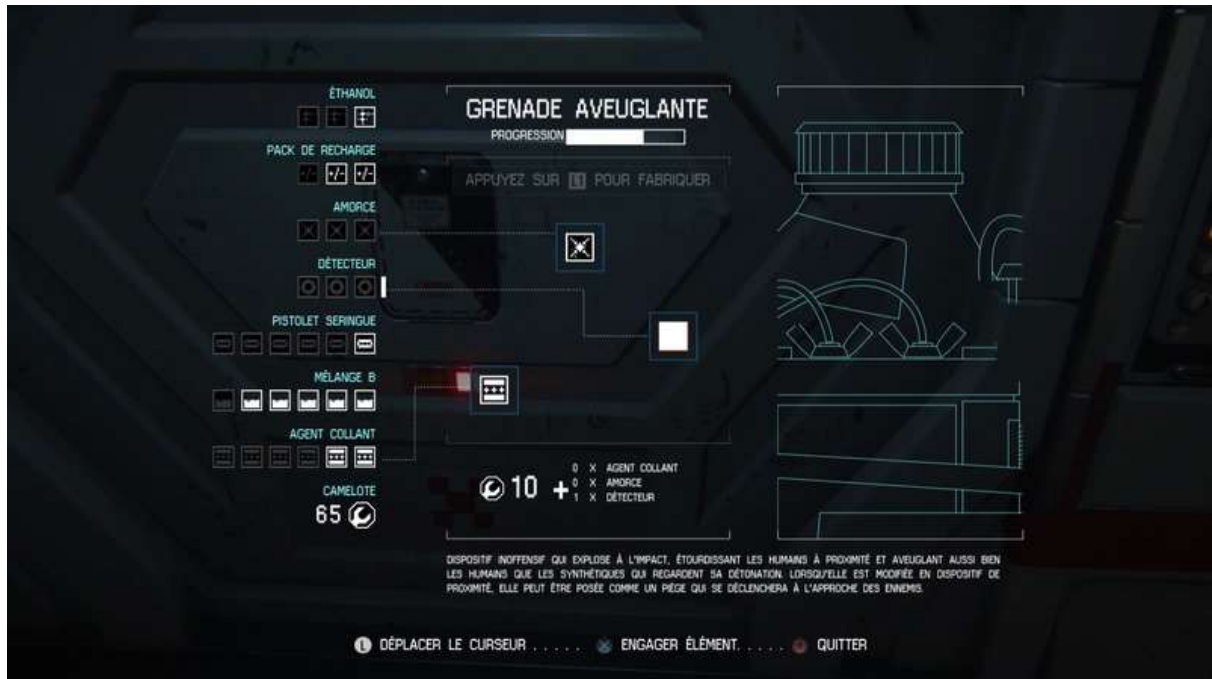 ÉTHANOL
PACK DE RECHARGE
AMORCE
DÉTECTEUR
PISTOLET SERINGUE
MÉLANGE B
AGENT COLLANT
CAMELOTE
65
GRENADE AVEUGLANTE
PROGRESSION
APPUYEZ SUR L1 POUR FABRIQUER
10 +
0 X AGENT COLLANT
0 X AMORCE
1 X DÉTECTEUR
DISPOSITIF INOFFENSIF QUI EXPLOSE À L'IMPACT, ÉTOURDISSANT LES HUMAINS À PROXIMITÉ ET AVEUGLANT AUSSI BIEN
LES HUMAINS QUE LES SYNTHÉTIQUES QUI REGARDENT SA DÉTONATION. LORSQU'ELLE EST MODIFIÉE EN DISPOSITIF DE
PROXIMITÉ, ELLE PEUT ÊTRE POSÉE COMME UN PIÈGE QUI SE DÉCLENCHERA À L'APPROCHE DES ENNEMIS.
L DÉPLACER LE CURSEUR . . . . . ENGAGER ÉLÉMENT. . . . . QUITTER